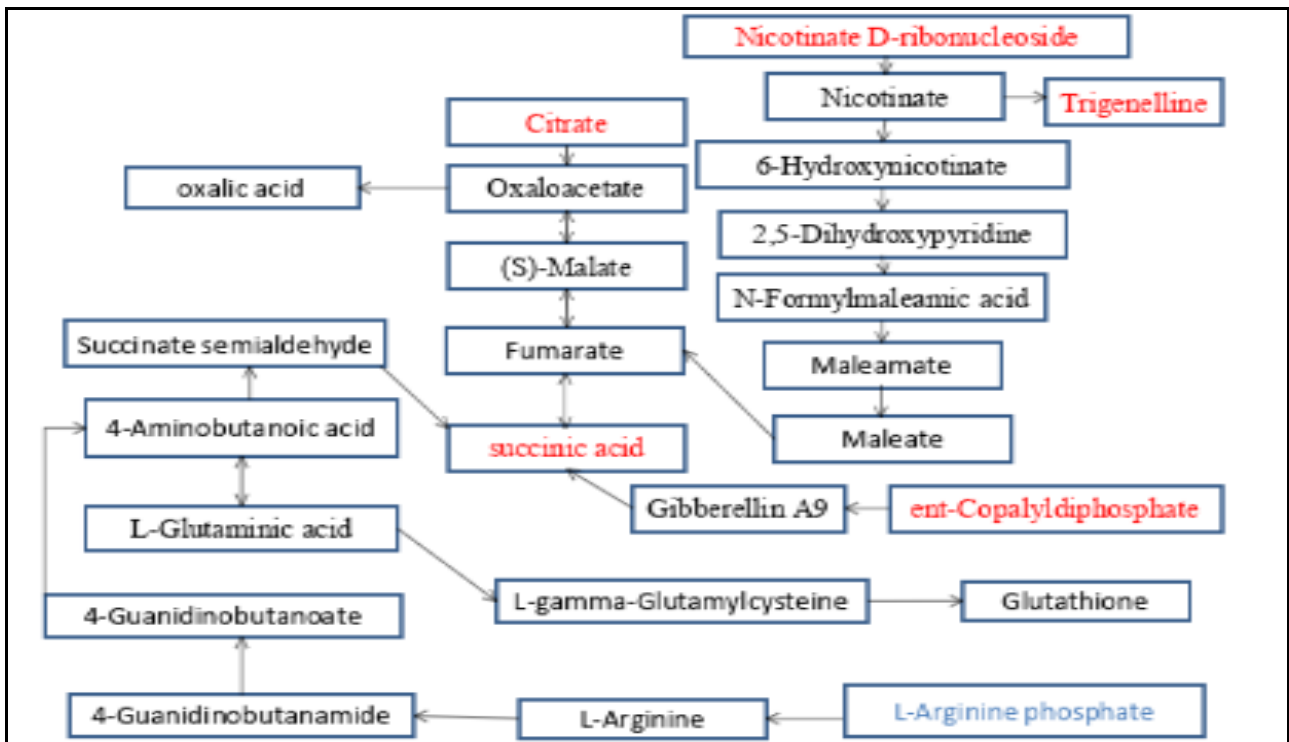 Nicotinate D-ribonucleoside
Nicotinate
Trigenelline
Citrate
6-Hydroxynicotinate
oxalic acid
Oxaloacetate
2,5-Dihydroxypyridine
(S)-Malate
N-Formylmaleamic acid
Succinate semialdehyde
Fumarate
Maleamate
4-Aminobutanoic acid
succinic acid
Maleate
Gibberellin A9
ent-Copalyldiphosphate
L-Glutaminic acid
L-gamma-Glutamylcysteine
Glutathione
4-Guanidinobutanoate
4-Guanidinobutanamide
L-Arginine
L-Arginine phosphate